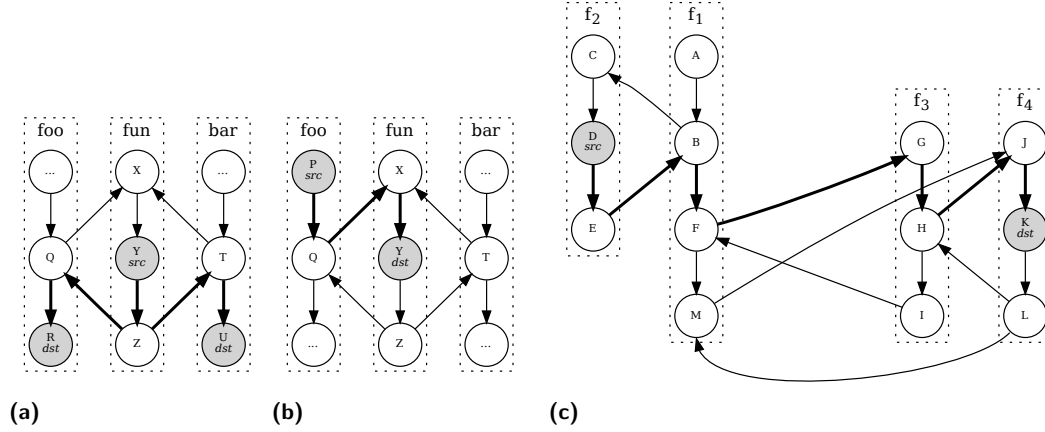 foo
fun
bar
...
X
...
Q
Y
src
T
R
dst
Z
U
dst
(a)
foo
fun
bar
P
src
X
...
Q
Y
dst
T
...
Z
...
(b)
f2
f1
C
A
D
src
B
E
F
M
f3
f4
G
J
H
K
dst
I
L
(c)